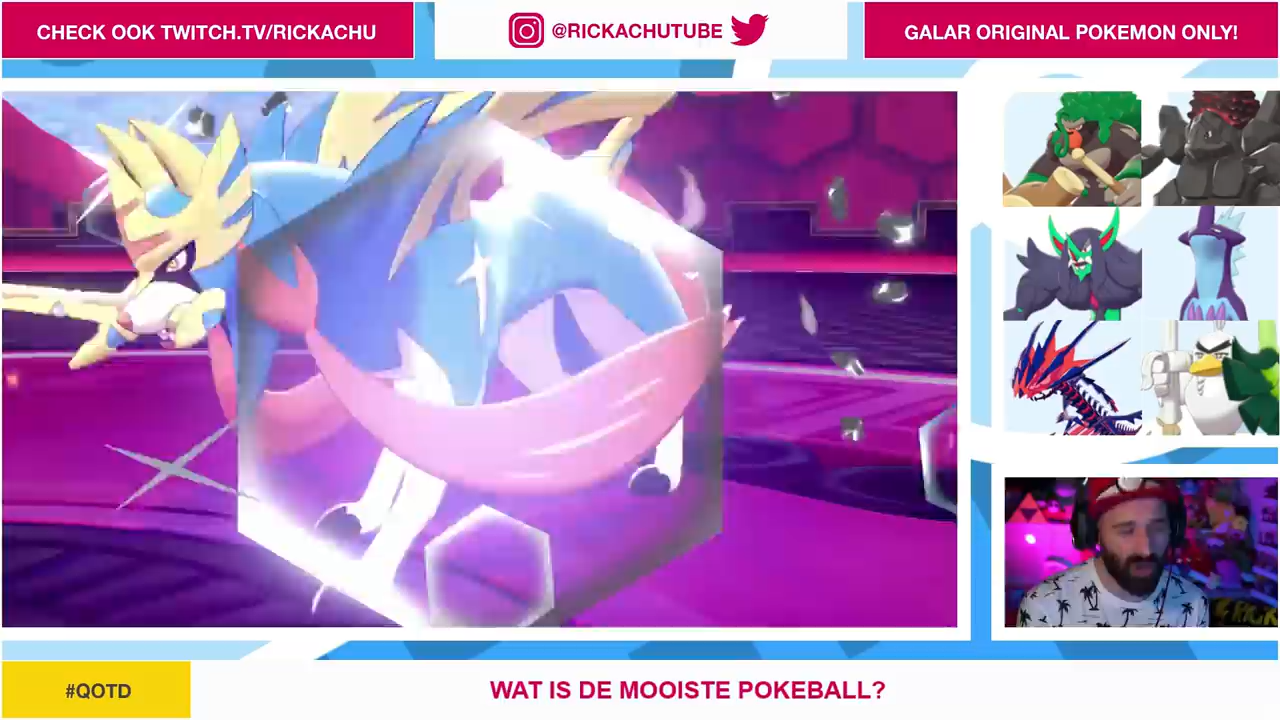 CHECK OOK TWITCH.TV/RICKACHU
@RICKACHUTUBE
GALAR ORIGINAL POKEMON ONLY!
#QOTD
WAT IS DE MOOISTE POKEBALL?